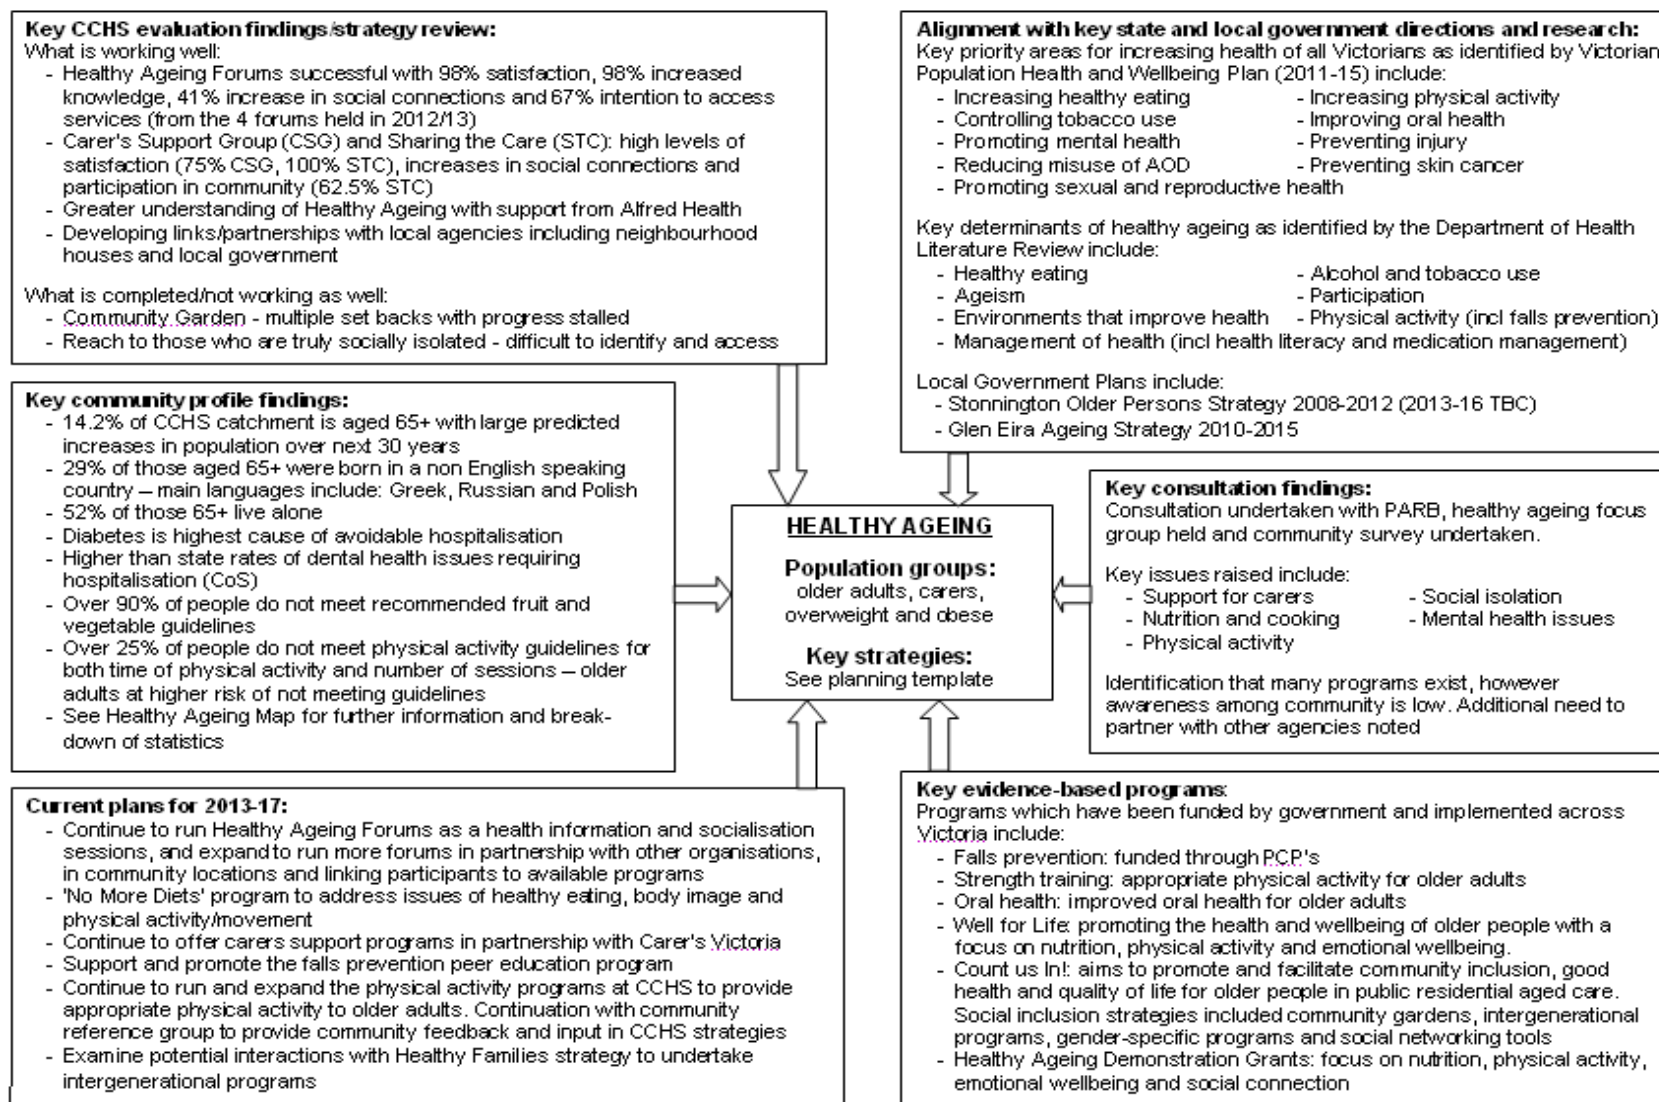 Key CCHS evaluation findings/strategy review:
What is working well:
- Healthy Ageing Forums successful with 98% satisfaction, 98% increased
knowledge, 41% increase in social connections and 67% intention to access
services (from the 4 forums held in 2012/13)
- Carer's Support Group (CSG) and Sharing the Care (STC): high levels of
satisfaction (75% CSG, 100% STC), increases in social connections and
participation in community (62.5% STC)
- Greater understanding of Healthy Ageing with support from Alfred Health
- Developing links/partnerships with local agencies including neighbourhood
houses and local government
What is completed/not working as well:
- Community Garden - multiple set backs with progress stalled
- Reach to those who are truly socially isolated - difficult to identify and access
Alignment with key state and local government directions and research:
Key priority areas for increasing health of all Victorians as identified by Victorian
Population Health and Wellbeing Plan (2011-15) include:
- Increasing healthy eating - Increasing physical activity
- Controlling tobacco use - Improving oral health
- Promoting mental health - Preventing injury
- Reducing misuse of AOD - Preventing skin cancer
- Promoting sexual and reproductive health
Key determinants of healthy ageing as identified by the Department of Health
Literature Review include:
- Healthy eating - Alcohol and tobacco use
- Ageism - Participation
- Environments that improve health - Physical activity (incl falls prevention)
- Management of health (incl health literacy and medication management)
Local Government Plans include:
- Stonnington Older Persons Strategy 2008-2012 (2013-16 TBC)
- Glen Eira Ageing Strategy 2010-2015
Key community profile findings:
- 14.2% of CCHS catchment is aged 65+ with large predicted
increases in population over next 30 years
- 29% of those aged 65+ were born in a non English speaking
country – main languages include: Greek, Russian and Polish
- 52% of those 65+ live alone
- Diabetes is highest cause of avoidable hospitalisation
- Higher than state rates of dental health issues requiring
hospitalisation (CoS)
- Over 90% of people do not meet recommended fruit and
vegetable guidelines
- Over 25% of people do not meet physical activity guidelines for
both time of physical activity and number of sessions – older
adults at higher risk of not meeting guidelines
- See Healthy Ageing Map for further information and break-
down of statistics
HEALTHY AGEING
Population groups:
older adults, carers,
overweight and obese
Key strategies:
See planning template
Key consultation findings:
Consultation undertaken with PARB, healthy ageing focus
group held and community survey undertaken.
Key issues raised include:
- Support for carers - Social isolation
- Nutrition and cooking - Mental health issues
- Physical activity
Identification that many programs exist, however
awareness among community is low. Additional need to
partner with other agencies noted
Current plans for 2013-17:
- Continue to run Healthy Ageing Forums as a health information and socialisation
sessions, and expand to run more forums in partnership with other organisations,
in community locations and linking participants to available programs
- 'No More Diets' program to address issues of healthy eating, body image and
physical activity/movement
- Continue to offer carers support programs in partnership with Carer's Victoria
- Support and promote the falls prevention peer education program
- Continue to run and expand the physical activity programs at CCHS to provide
appropriate physical activity to older adults. Continuation with community
reference group to provide community feedback and input in CCHS strategies
- Examine potential interactions with Healthy Families strategy to undertake
intergenerational programs
Key evidence-based programs:
Programs which have been funded by government and implemented across
Victoria include:
- Falls prevention: funded through PCP's
- Strength training: appropriate physical activity for older adults
- Oral health: improved oral health for older adults
- Well for Life: promoting the health and wellbeing of older people with a
focus on nutrition, physical activity and emotional wellbeing.
- Count us In!: aims to promote and facilitate community inclusion, good
health and quality of life for older people in public residential aged care.
Social inclusion strategies included community gardens, intergenerational
programs, gender-specific programs and social networking tools
- Healthy Ageing Demonstration Grants: focus on nutrition, physical activity,
emotional wellbeing and social connection